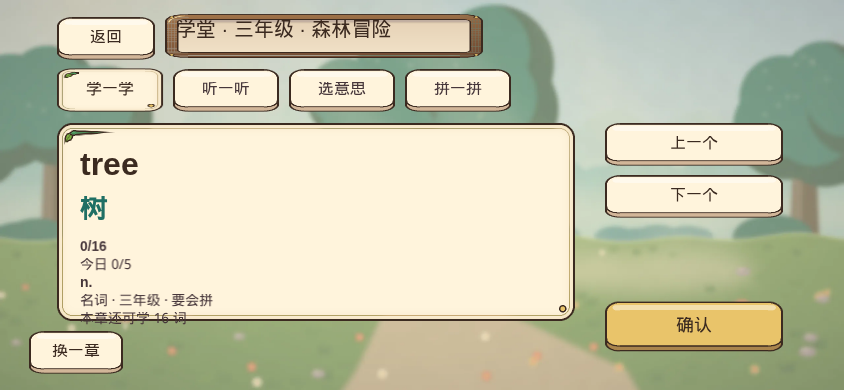 返回
学堂 · 三年级 · 森林冒险
学一学
听一听
选意思
拼一拼
tree
树
0/16
今日 0/5
n.
名词 · 三年级 · 要会拼
本章还可学 16 词
上一个
下一个
确认
换一章